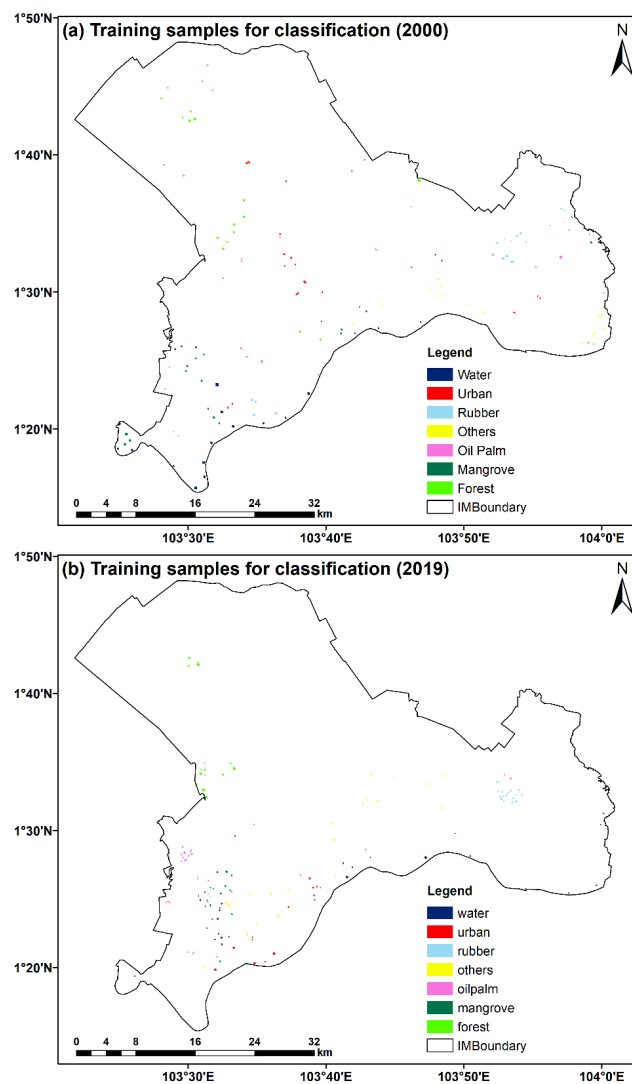 1°50'N
(a) Training samples for classification (2000)
N
1°40'N
1°30'N
Legend
Water
Urban
Rubber
Others
Oil Palm
Mangrove
Forest
IMBoundary
1°20'N
0 4 8 16 24 32
km
103°30'E 103°40'E 103°50'E 104°0'E
1°50'N
(b) Training samples for classification (2019)
N
1°40'N
1°30'N
Legend
water
urban
rubber
others
oilpalm
mangrove
forest
IMBoundary
1°20'N
0 4 8 16 24 32
km
103°30'E 103°40'E 103°50'E 104°0'E